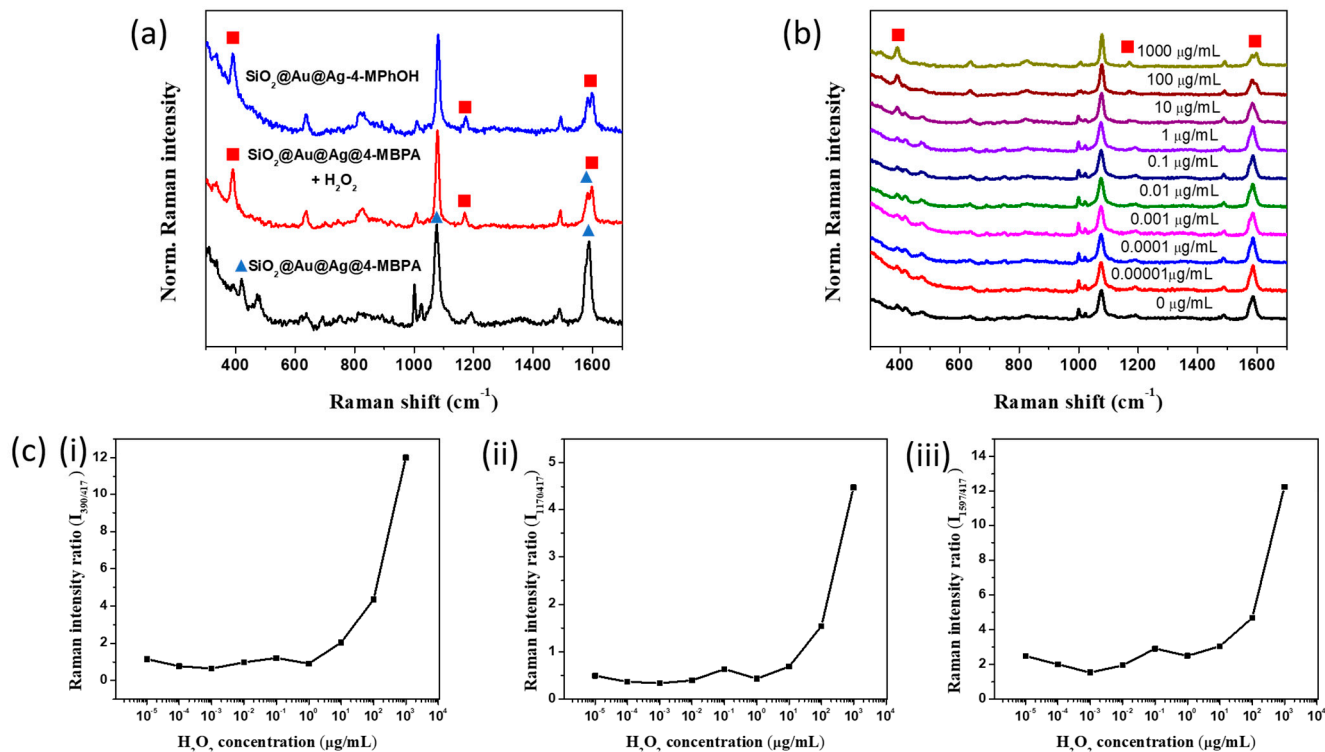 (a)
Norm. Raman intensity
SiO2@Au@Ag-4-MPhOH
SiO2@Au@Ag@4-MBPA
+ H2O2
SiO2@Au@Ag@4-MBPA
400 600 800 1000 1200 1400 1600
Raman shift (cm-1)
(b)
Norm. Raman intensity
1000 μg/mL
100 μg/mL
10 μg/mL
1 μg/mL
0.1 μg/mL
0.01 μg/mL
0.001 μg/mL
0.0001 μg/mL
0.00001μg/mL
0 μg/mL
400 600 800 1000 1200 1400 1600
Raman shift (cm-1)
(c) (i)
Raman intensity ratio (I390/417)
12
10
8
6
4
2
0
10-5 10-4 10-3 10-2 10-1 100 101 102 103 104
H2O2 concentration (μg/mL)
(ii)
Raman intensity ratio (I1170/417)
5
4
3
2
1
0
10-5 10-4 10-3 10-2 10-1 100 101 102 103 104
H2O2 concentration (μg/mL)
(iii)
Raman intensity ratio (I1597/417)
14
12
10
8
6
4
2
0
10-5 10-4 10-3 10-2 10-1 100 101 102 103 104
H2O2 concentration (μg/mL)